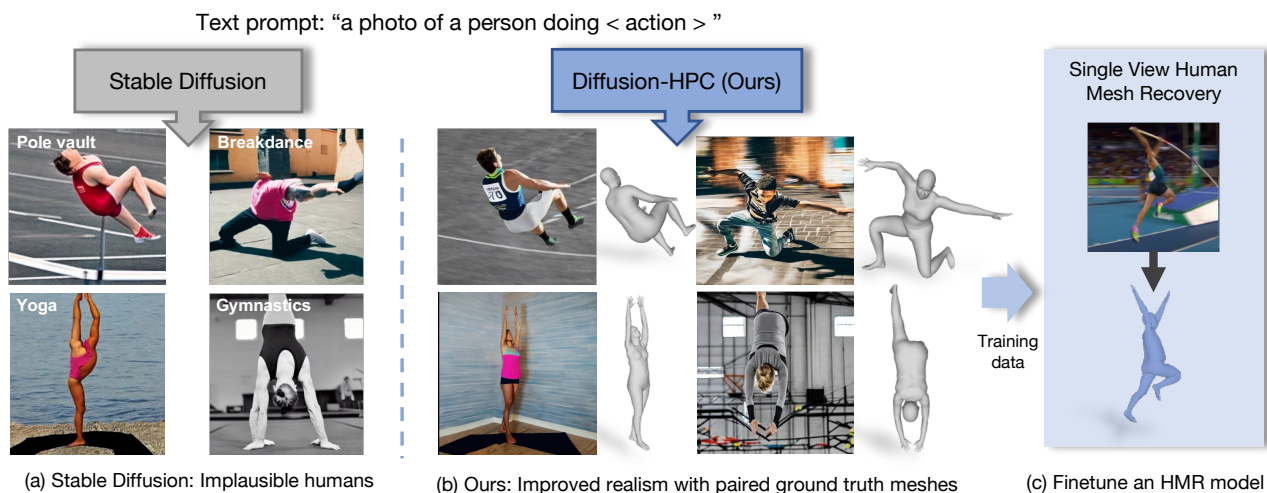 Text prompt: “a photo of a person doing < action > ”
Stable Diffusion
Diffusion-HPC (Ours)
Single View Human
Mesh Recovery
Pole vault
Breakdance
Yoga
Gymnastics
Training
data
(a) Stable Diffusion: Implausible humans
(b) Ours: Improved realism with paired ground truth meshes
(c) Finetune an HMR model